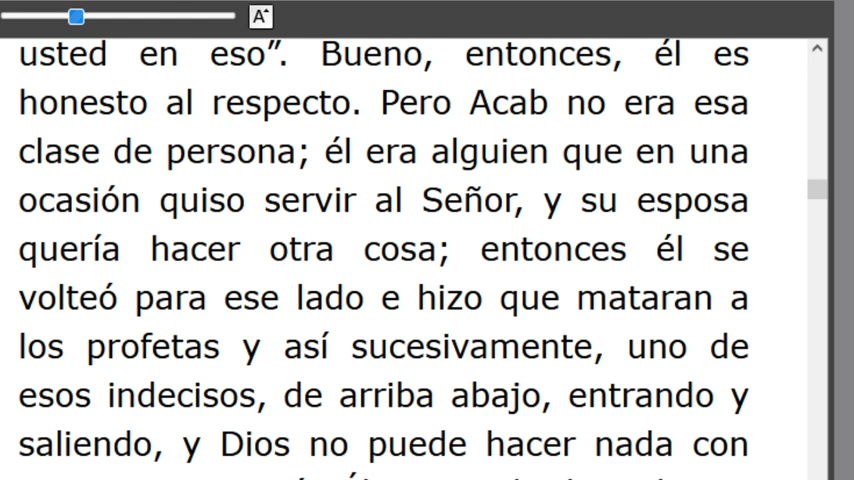 A
usted en eso”. Bueno, entonces, él es
honesto al respecto. Pero Acab no era esa
clase de persona; él era alguien que en una
ocasión quiso servir al Señor, y su esposa
quería hacer otra cosa; entonces él se
volteó para ese lado e hizo que mataran a
los profetas y así sucesivamente, uno de
esos indecisos, de arriba abajo, entrando y
saliendo, y Dios no puede hacer nada con